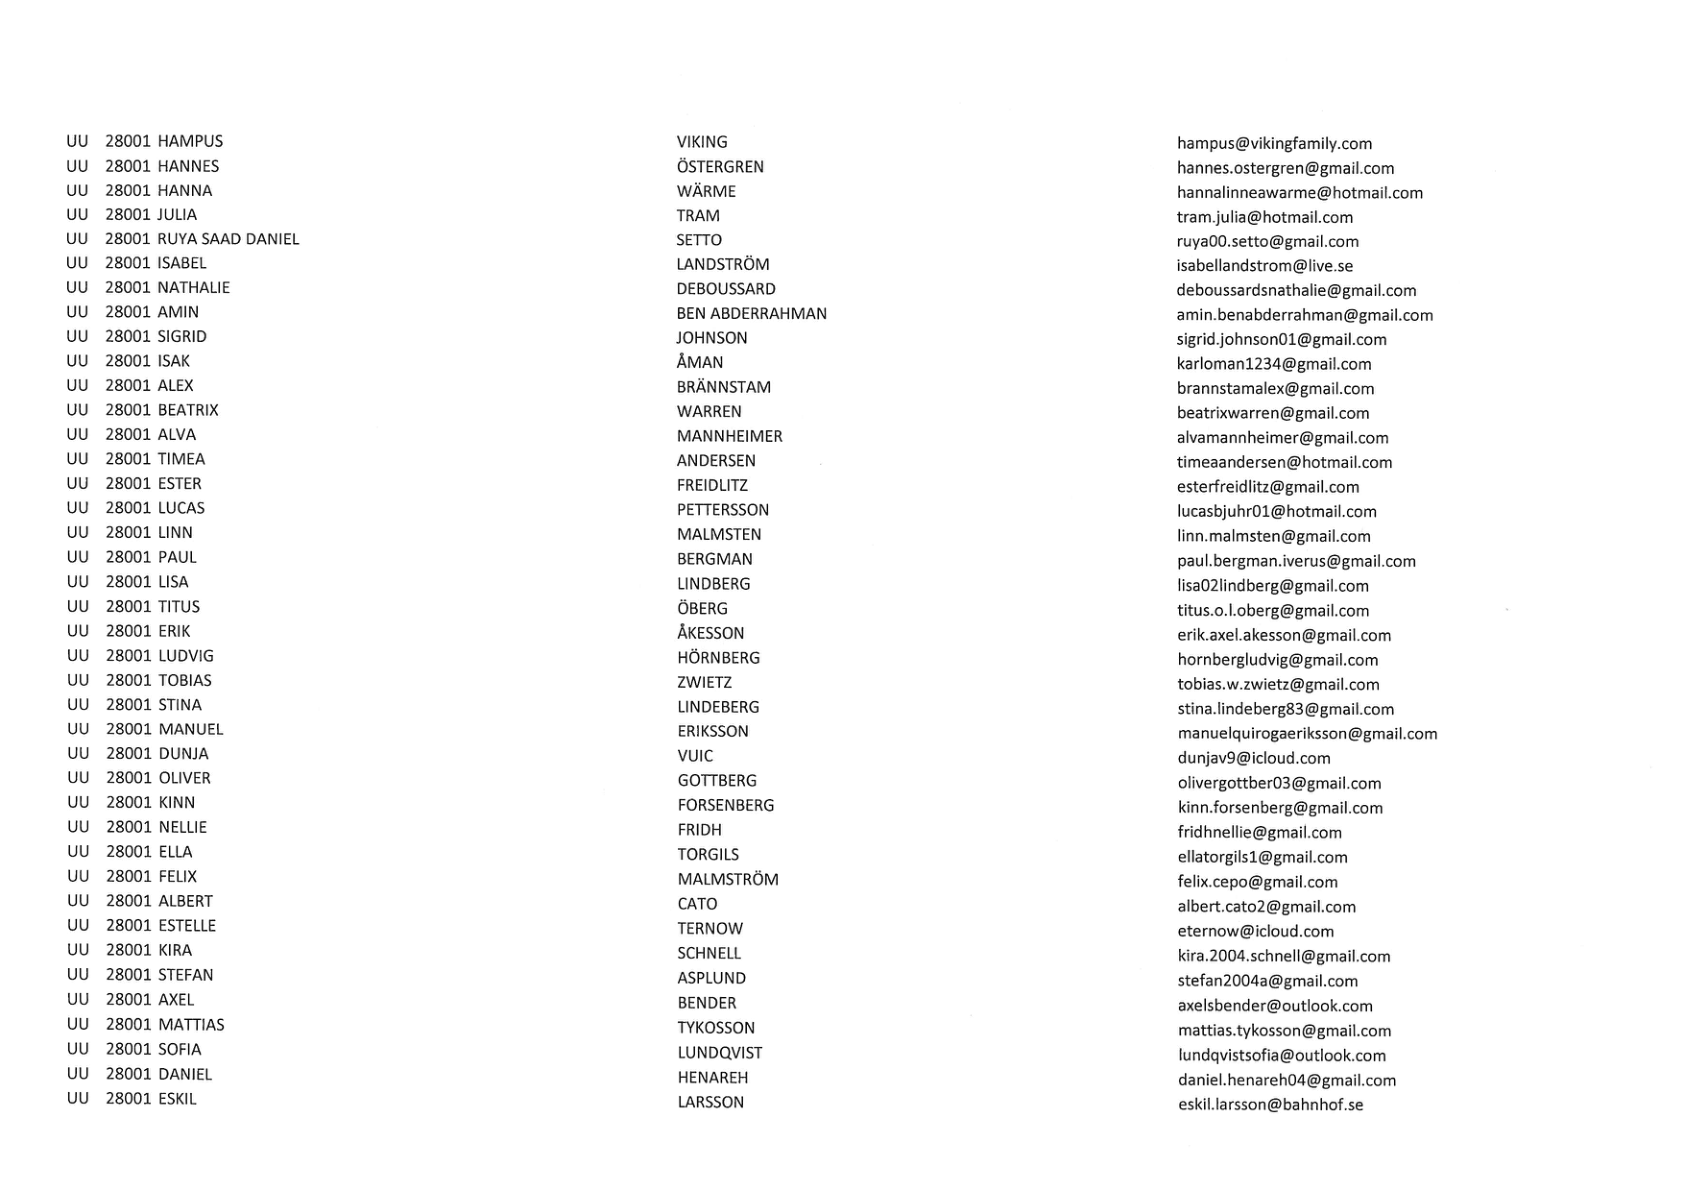 UU 28001 HAMPUS VIKING hampus@vikingfamily.com
UU 28001 HANNES ÖSTERGREN hannes.ostergren@gmail.com
UU 28001 HANNA WÄRME hannalinneawarme@hotmail.com
UU 28001 JULIA TRAM tram.julia@hotmail.com
UU 28001 RUYA SAAD DANIEL SETTO ruya00.setto@gmail.com
UU 28001 ISABEL LANDSTRÖM isabellandstrom@live.se
UU 28001 NATHALIE DEBOUSSARD deboussardsnathalie@gmail.com
UU 28001 AMIN BEN ABDERRAHMAN amin.benabderrahman@gmail.com
UU 28001 SIGRID JOHNSON sigrid.johnson01@gmail.com
UU 28001 ISAK ÅMAN karloman1234@gmail.com
UU 28001 ALEX BRÄNNSTAM brannstamalex@gmail.com
UU 28001 BEATRIX WARREN beatrixwarren@gmail.com
UU 28001 ALVA MANNHEIMER alvamannheimer@gmail.com
UU 28001 TIMEA ANDERSEN timeaandersen@hotmail.com
UU 28001 ESTER FREIDLITZ esterfreidlitz@gmail.com
UU 28001 LUCAS PETTERSSON lucasbjuhr01@hotmail.com
UU 28001 LINN MALMSTEN linn.malmsten@gmail.com
UU 28001 PAUL BERGMAN paul.bergman.iverus@gmail.com
UU 28001 LISA LINDBERG lisa02lindberg@gmail.com
UU 28001 TITUS ÖBERG titus.o.l.oberg@gmail.com
UU 28001 ERIK ÅKESSON erik.axel.akesson@gmail.com
UU 28001 LUDVIG HÖRNBERG hornbergludvig@gmail.com
UU 28001 TOBIAS ZWIETZ tobias.w.zwietz@gmail.com
UU 28001 STINA LINDEBERG stina.lindeberg83@gmail.com
UU 28001 MANUEL ERIKSSON manuelquirogaeriksson@gmail.com
UU 28001 DUNJA VUIC dunjav9@icloud.com
UU 28001 OLIVER GOTTBERG olivergottber03@gmail.com
UU 28001 KINN FORSENBERG kinn.forsenberg@gmail.com
UU 28001 NELLIE FRIDH fridhnellie@gmail.com
UU 28001 ELLA TORGILS ellatorgils1@gmail.com
UU 28001 FELIX MALMSTRÖM felix.cepo@gmail.com
UU 28001 ALBERT CATO albert.cato2@gmail.com
UU 28001 ESTELLE TERNOW eternow@icloud.com
UU 28001 KIRA SCHNELL kira.2004.schnell@gmail.com
UU 28001 STEFAN ASPLUND stefan2004a@gmail.com
UU 28001 AXEL BENDER axelsbender@outlook.com
UU 28001 MATTIAS TYKOSSON mattias.tykosson@gmail.com
UU 28001 SOFIA LUNDQVIST lundqvistsofia@outlook.com
UU 28001 DANIEL HENAREH daniel.henareh04@gmail.com
UU 28001 ESKIL LARSSON eskil.larsson@bahnhof.se